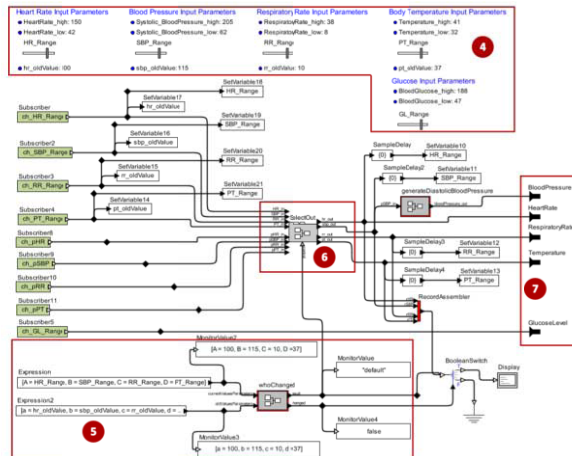 Heart Rate Input Parameters
HeartRate_high: 150
HeartRate_low: 42
HR_Range
hr_oldValue: 100
Blood Pressure Input Parameters
Systolic_BloodPressure_high: 205
Systolic_BloodPressure_low: 62
SBP_Range
sbp_oldValue:115
Respiratory Rate Input Parameters
RespiratoryRate_high: 38
RespiratoryRate_low: 8
RR_Range
rr_oldValue: 10
Body Temperature Input Parameters
Temperature_high: 41
Temperature_low: 32
PT_Range
pt_oldValue: 37
4
Glucose Input Parameters
BloodGlucose_high: 188
BloodGlucose_low: 47
GL_Range
SetVariable18
HR_Range
SetVariable17
hr_oldValue
SetVariable19
SBP_Range
SetVariable16
sbp_oldValue
SetVariable20
RR_Range
SetVariable15
rr_oldValue
SetVariable21
PT_Range
SetVariable14
pt_oldValue
Subscriber
ch_HR_Range
Subscriber2
ch_SBP_Range
Subscriber3
ch_RR_Range
Subscriber4
ch_PT_Range
Subscriber8
ch_pHR
Subscriber9
ch_pSBP
Subscriber10
ch_pRR
Subscriber11
ch_pPT
Subscriber5
ch_GL_Range
SelectOut
6
SampleDelay
{0}
SetVariable10
HR_Range
SampleDelay2
{0}
SetVariable11
SBP_Range
generateDiastolicBloodPressure
SampleDelay3
{0}
SetVariable12
RR_Range
SampleDelay4
{0}
SetVariable13
PT_Range
RecordAssembler
BloodPressure
HeartRate
RespiratoryRate
Temperature
7
GlucoseLevel
MonitorValue2
{A = 100, B = 115, C = 10, D =37}
Expression
{A = HR_Range, B = SBP_Range, C = RR_Range, D = PT_Range}
Expression2
{a = hr_oldValue, b = sbp_oldValue, c = rr_oldValue, d = ...
5
whoChanged
MonitorValue3
{a = 100, b = 115, c = 10, d =37}
MonitorValue
"default"
MonitorValue4
false
BooleanSwitch
Display